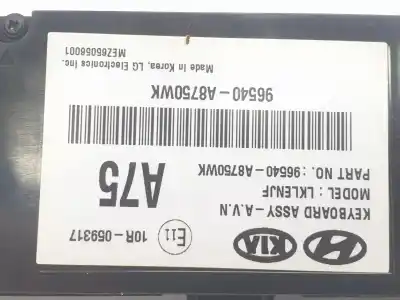 KIA
E11
10R-059317
KEYBOARD ASSY-A.V.N
MODEL: LKLENJF
PART NO.: 96540-A8750WK
A75
96540-A8750WK
Made in Korea, LG Electronics Inc.
MEZ65056001